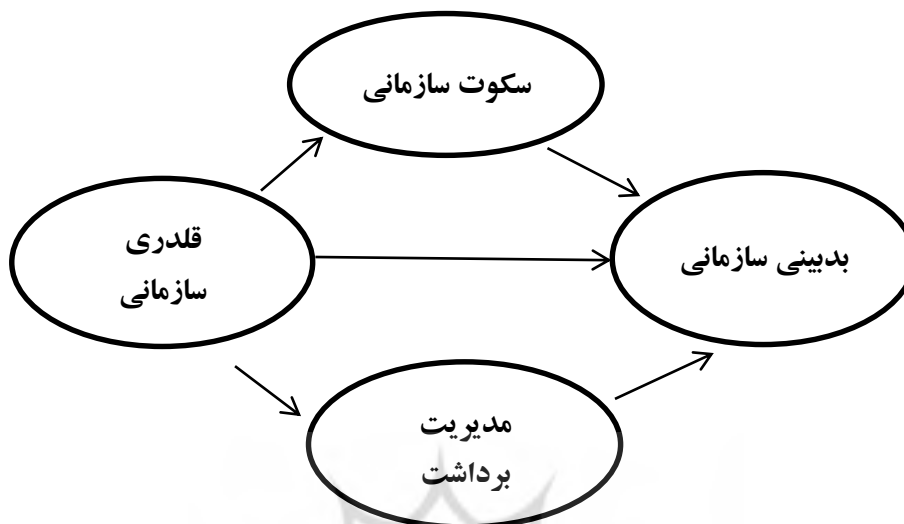 سکوت سازمانی
قلدری
سازمانی
بدبینی سازمانی
مدیریت
برداشت